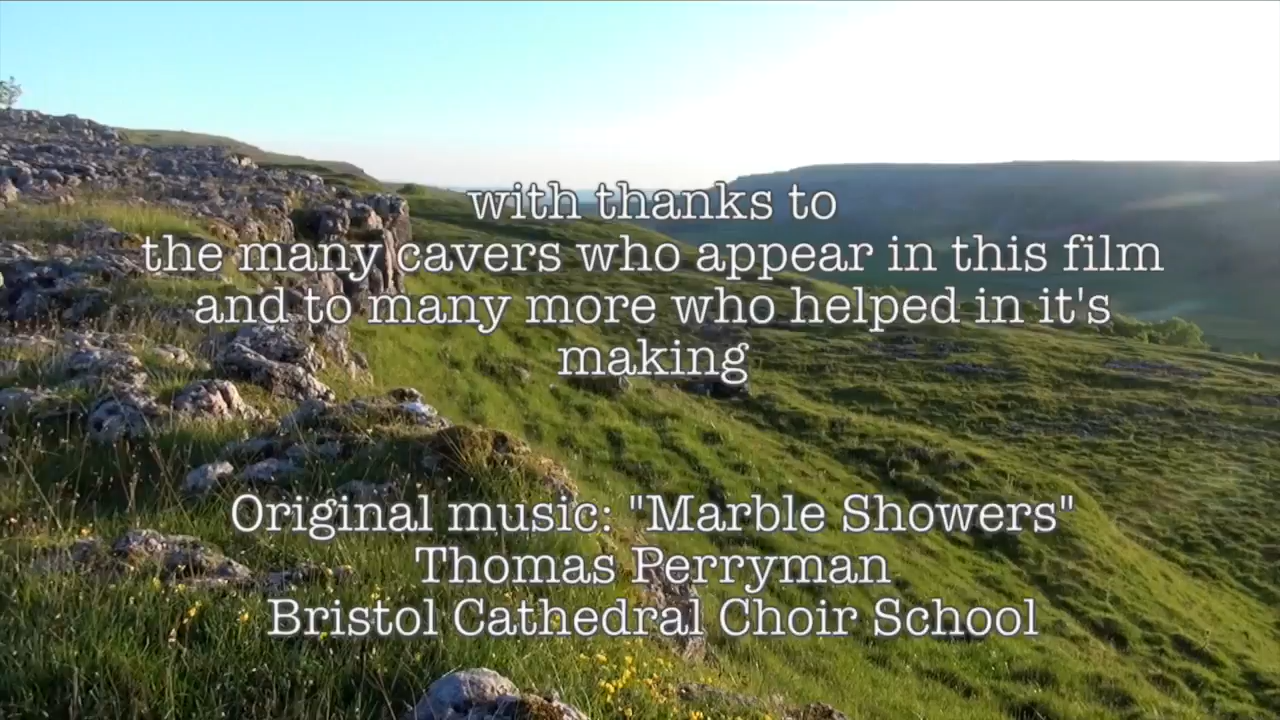 with thanks to
the many cavers who appear in this film
and to many more who helped in it's
making
Original music: "Marble Showers"
Thomas Perryman
Bristol Cathedral Choir School